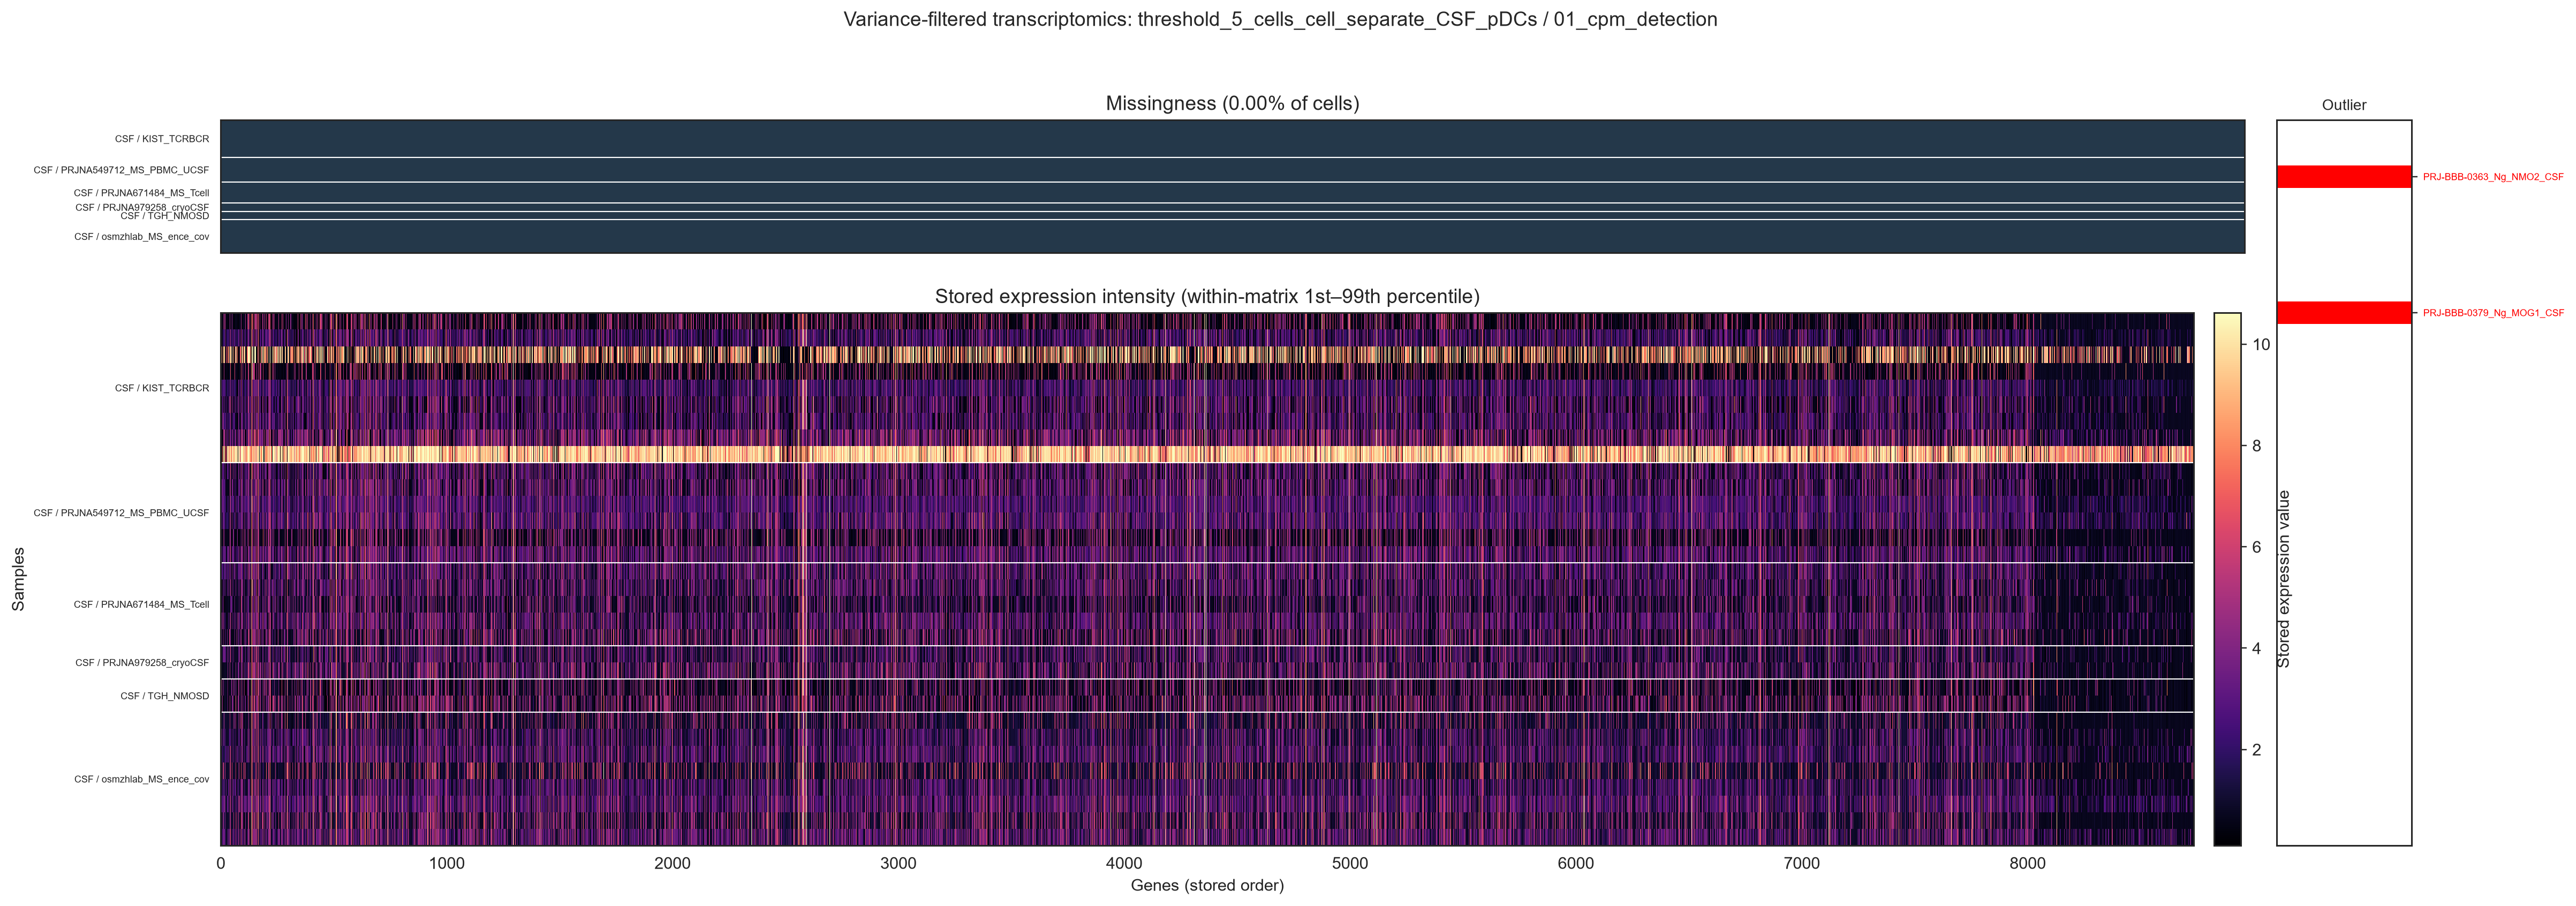 Variance-filtered transcriptomics: threshold_5_cells_cell_separate_CSF_pDCs / 01_cpm_detection
Missingness (0.00% of cells)
Outlier
CSF / KIST_TCRBCR
CSF / PRJNA549712_MS_PBMC_UCSF
CSF / PRJNA671484_MS_Tcell
CSF / PRJNA979258_cryoCSF
CSF / TGH_NMOSD
CSF / osmzhlab_MS_ence_cov
PRJ-BBB-0363_Ng_NMO2_CSF
PRJ-BBB-0379_Ng_MOG1_CSF
Stored expression intensity (within-matrix 1st–99th percentile)
Samples
CSF / KIST_TCRBCR
CSF / PRJNA549712_MS_PBMC_UCSF
CSF / PRJNA671484_MS_Tcell
CSF / PRJNA979258_cryoCSF
CSF / TGH_NMOSD
CSF / osmzhlab_MS_ence_cov
10
8
6
4
2
Stored expression value
0 1000 2000 3000 4000 5000 6000 7000 8000
Genes (stored order)